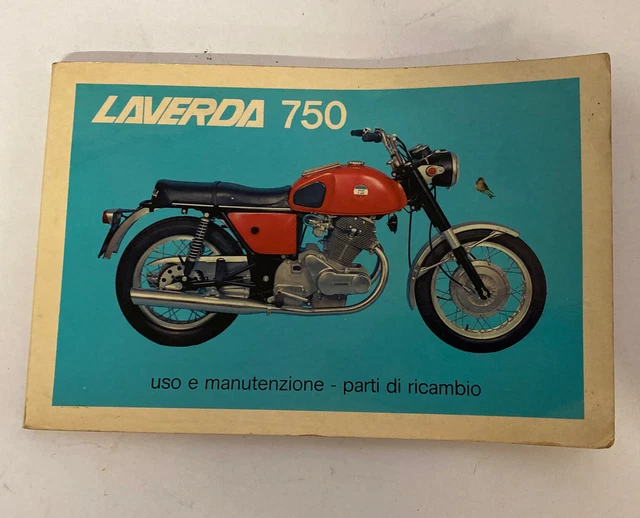 LAVERDA 750
uso e manutenzione - parti di ricambio